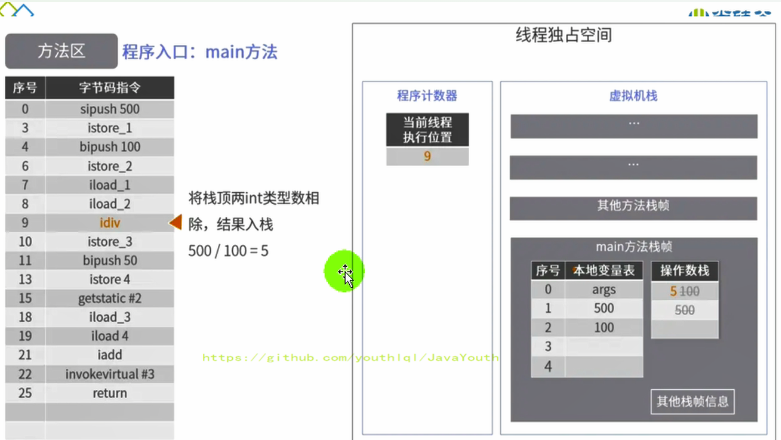 方法区 程序入口：main方法
序号 字节码指令
0 sipush 500
3 istore_1
4 bipush 100
6 istore_2
7 iload_1
8 iload_2
9 idiv
10 istore_3
11 bipush 50
13 istore 4
15 getstatic #2
18 iload_3
19 iload 4
21 iadd
22 invokevirtual #3
25 return
将栈顶两int类型数相
除，结果入栈
500 / 100 = 5
https://github.com/youthlql/JavaYouth
线程独占空间
程序计数器
当前线程
执行位置
9
虚拟机栈
...
...
其他方法栈帧
main方法栈帧
序号 本地变量表
0 args
1 500
2 100
3
4
操作数栈
5 100
500
其他栈帧信息